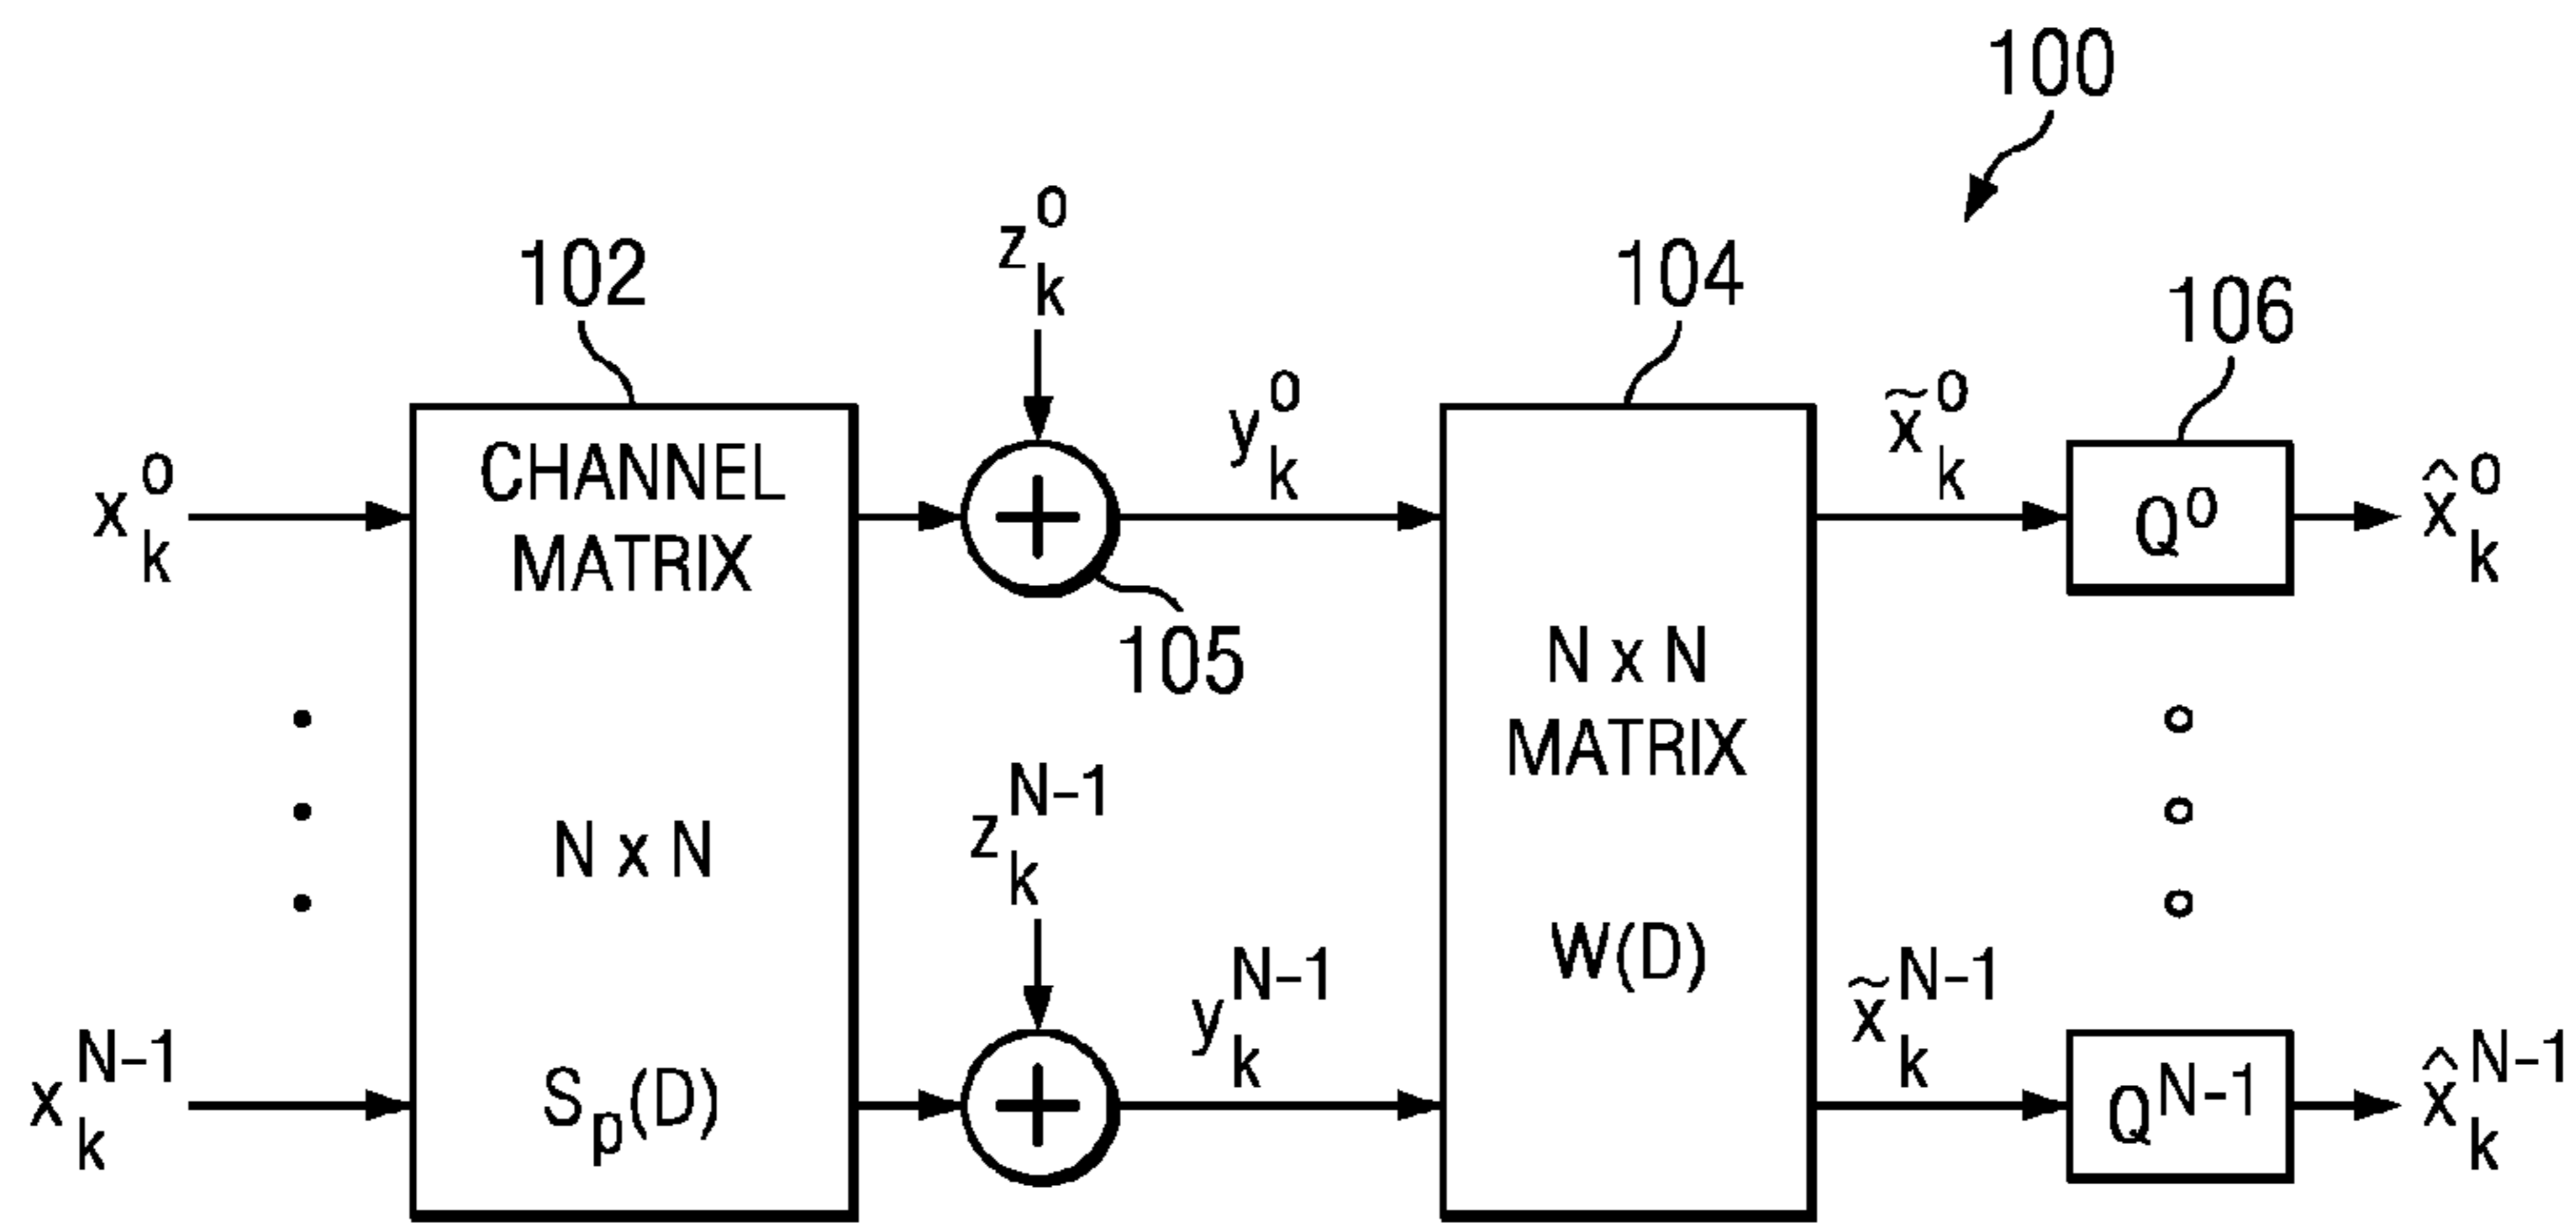 100
102
z_k^0
104
106
x_k^0
CHANNEL
MATRIX
N x N
S_p(D)
105
y_k^0
N x N
MATRIX
W(D)
x̃_k^0
Q^0
x̂_k^0
x_k^{N-1}
z_k^{N-1}
y_k^{N-1}
x̃_k^{N-1}
Q^{N-1}
x̂_k^{N-1}